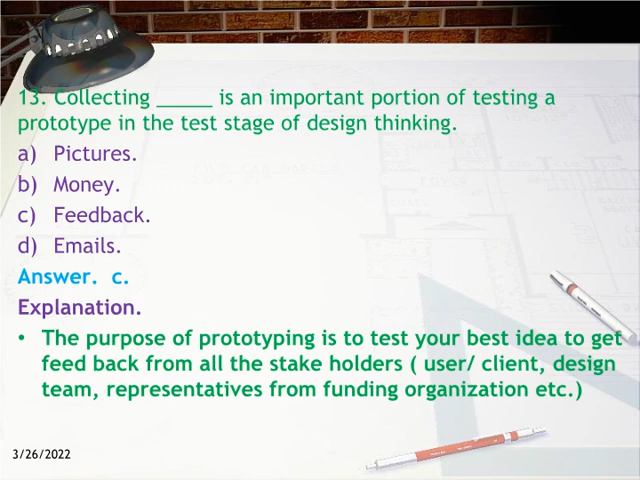 13. Collecting _____ is an important portion of testing a
prototype in the test stage of design thinking.
a) Pictures.
b) Money.
c) Feedback.
d) Emails.
Answer. c.
Explanation.
• The purpose of prototyping is to test your best idea to get
feed back from all the stake holders ( user/ client, design
team, representatives from funding organization etc.)
3/26/2022